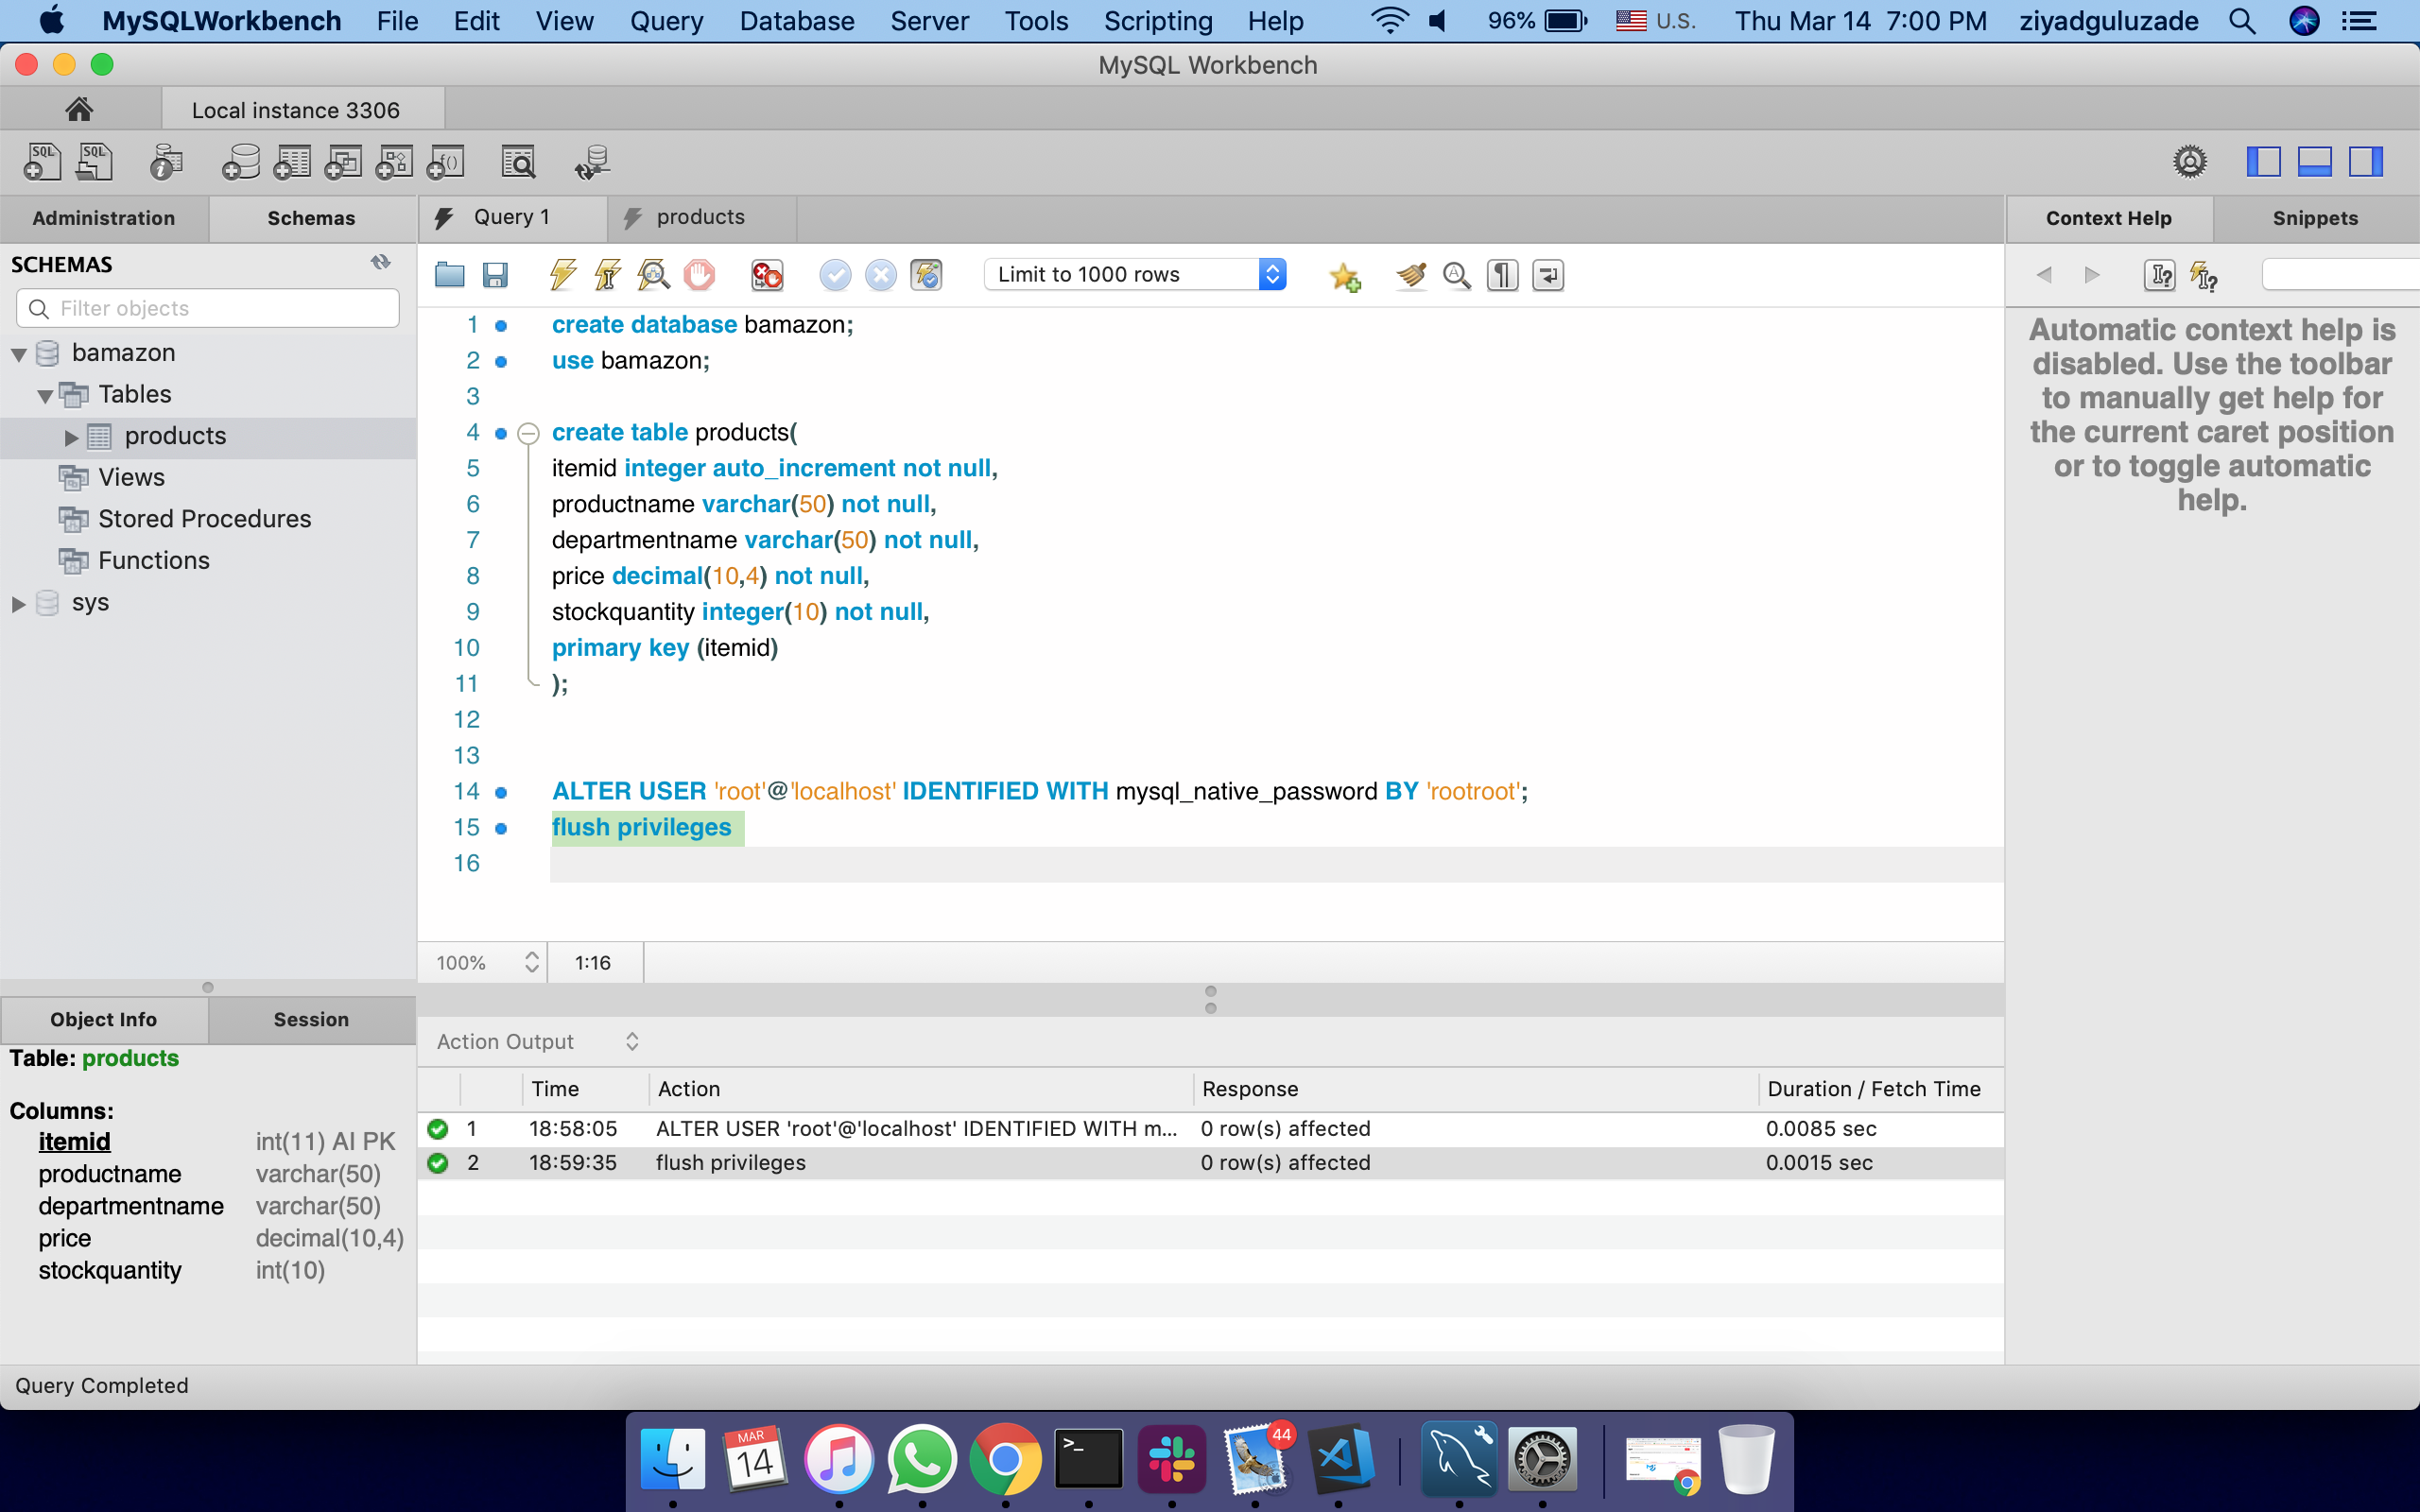 MySQLWorkbench File Edit View Query Database Server Tools Scripting Help 96% U.S. Thu Mar 14 7:00 PM ziyadguluzade
MySQL Workbench
Local instance 3306
Administration Schemas
SCHEMAS
Filter objects
bamazon
Tables
products
Views
Stored Procedures
Functions
sys
Query 1 products
Limit to 1000 rows
1 create database bamazon;
2 use bamazon;
3
4 create table products(
5 itemid integer auto_increment not null,
6 productname varchar(50) not null,
7 departmentname varchar(50) not null,
8 price decimal(10,4) not null,
9 stockquantity integer(10) not null,
10 primary key (itemid)
11 );
12
13
14 ALTER USER 'root'@'localhost' IDENTIFIED WITH mysql_native_password BY 'rootroot';
15 flush privileges
16
100% 1:16
Context Help Snippets
Automatic context help is
disabled. Use the toolbar
to manually get help for
the current caret position
or to toggle automatic
help.
Object Info Session
Table: products
Columns:
itemid int(11) AI PK
productname varchar(50)
departmentname varchar(50)
price decimal(10,4)
stockquantity int(10)
Action Output
Time Action Response Duration / Fetch Time
1 18:58:05 ALTER USER 'root'@'localhost' IDENTIFIED WITH m... 0 row(s) affected 0.0085 sec
2 18:59:35 flush privileges 0 row(s) affected 0.0015 sec
Query Completed
MAR
14
44